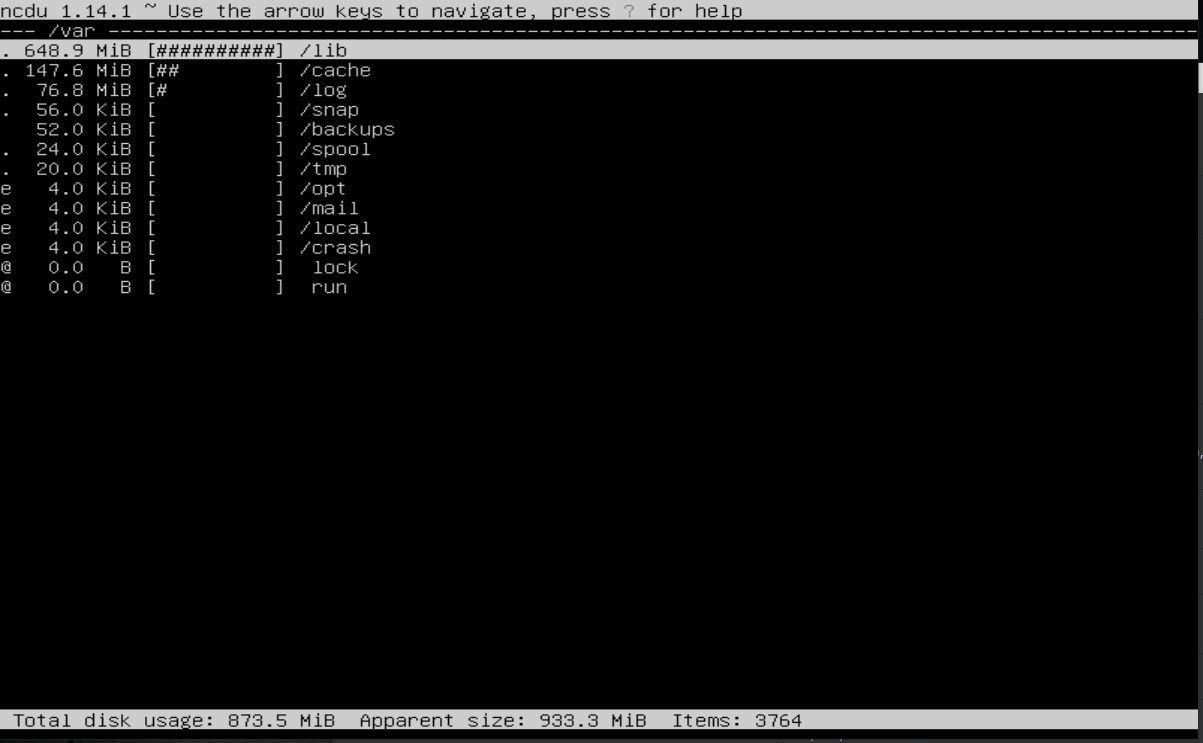 ncdu 1.14.1 ~ Use the arrow keys to navigate, press ? for help
--- /var -------------------------------------------------------------------------------------------
. 648.9 MiB [##########] /lib
. 147.6 MiB [##        ] /cache
.  76.8 MiB [#         ] /log
.  56.0 KiB [          ] /snap
   52.0 KiB [          ] /backups
.  24.0 KiB [          ] /spool
.  20.0 KiB [          ] /tmp
e   4.0 KiB [          ] /opt
e   4.0 KiB [          ] /mail
e   4.0 KiB [          ] /local
e   4.0 KiB [          ] /crash
@   0.0   B [          ]  lock
@   0.0   B [          ]  run
Total disk usage: 873.5 MiB  Apparent size: 933.3 MiB  Items: 3764